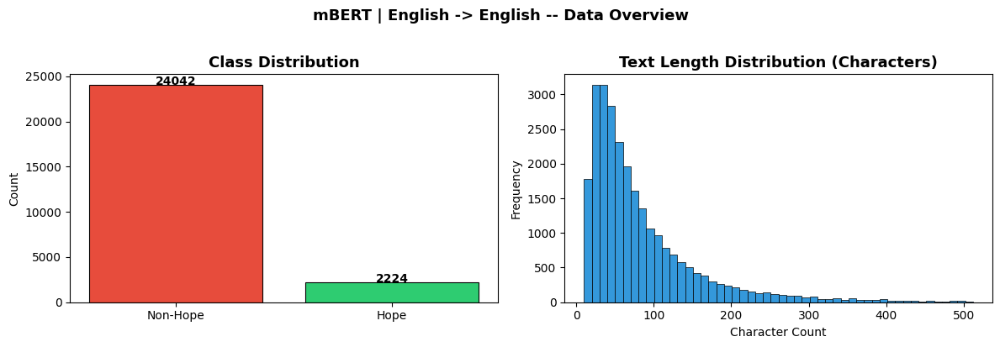 mBERT | English -> English -- Data Overview
Class Distribution
24042
2224
25000
20000
15000
10000
5000
0
Count
Non-Hope
Hope
Text Length Distribution (Characters)
3000
2500
2000
1500
1000
500
0
Frequency
0
100
200
300
400
500
Character Count